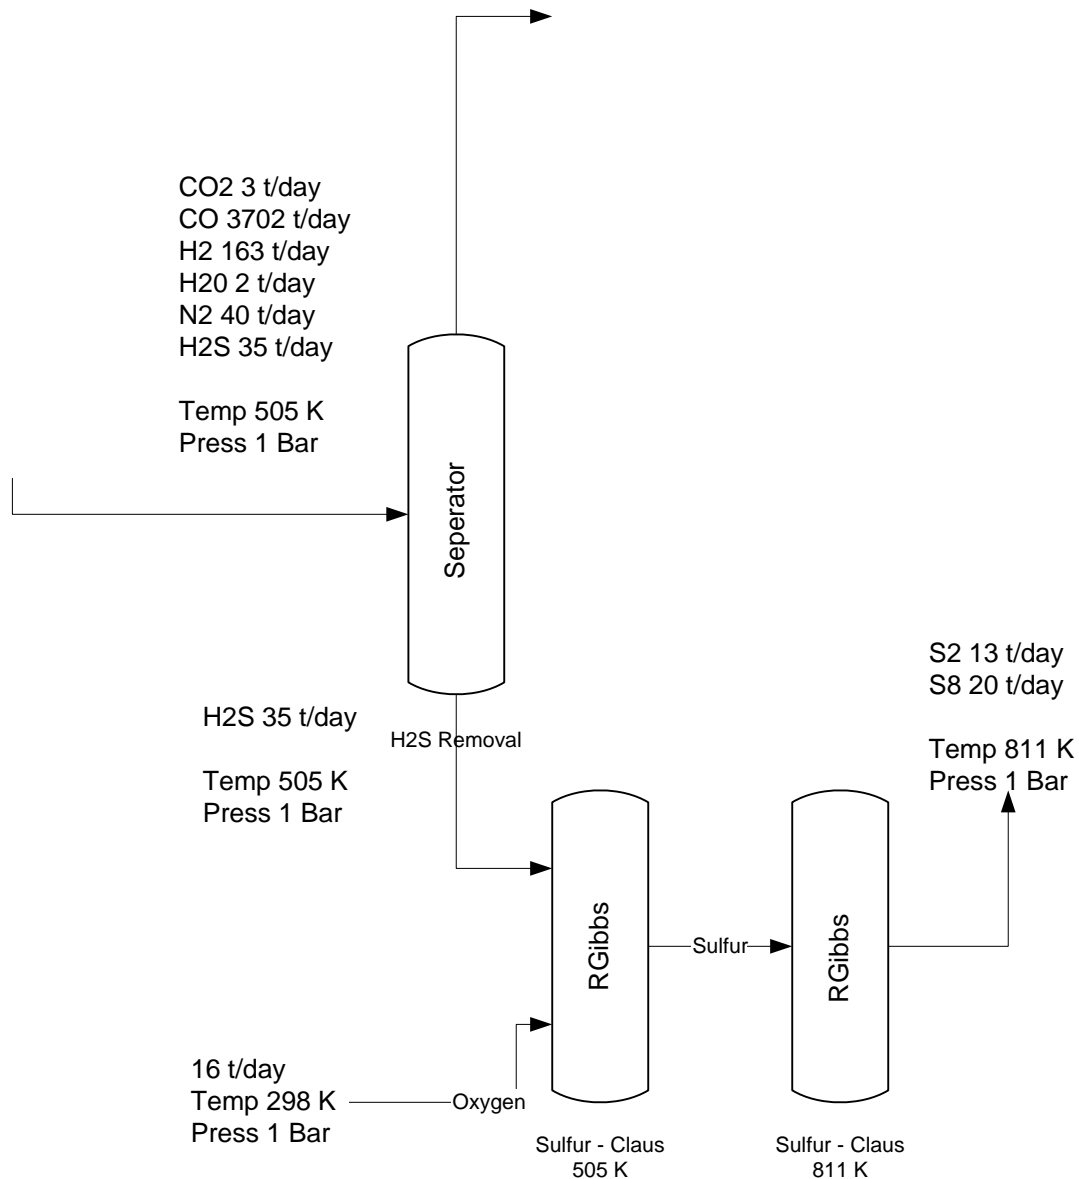 CO2 3 t/day
CO 3702 t/day
H2 163 t/day
H20 2 t/day
N2 40 t/day
H2S 35 t/day
Temp 505 K
Press 1 Bar
Seperator
H2S Removal
H2S 35 t/day
Temp 505 K
Press 1 Bar
S2 13 t/day
S8 20 t/day
Temp 811 K
Press 1 Bar
RGibbs
Sulfur
RGibbs
16 t/day
Temp 298 K
Press 1 Bar
Oxygen
Sulfur - Claus
505 K
Sulfur - Claus
811 K